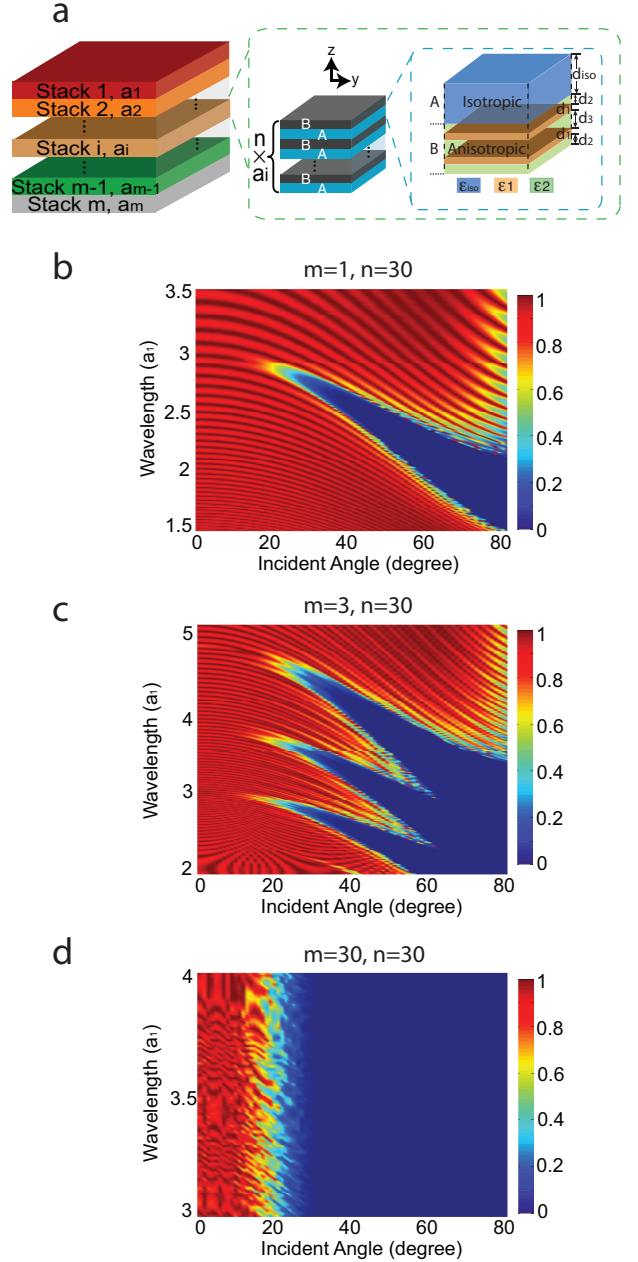 a
Stack 1, a1
Stack 2, a2
⋮
Stack i, ai
⋮
Stack m-1, am-1
Stack m, am
⋮
⋮
z
y
n
×
ai
B
A
B
A
⋮
B
A
A
B
Isotropic
Anisotropic
diso
d2
d1
d3
d1
d2
εiso
ε1
ε2
b
m=1, n=30
Wavelength (a1)
3.5
3
2.5
2
1.5
0 20 40 60 80
Incident Angle (degree)
1
0.8
0.6
0.4
0.2
0
c
m=3, n=30
Wavelength (a1)
5
4
3
2
0 20 40 60 80
Incident Angle (degree)
1
0.8
0.6
0.4
0.2
0
d
m=30, n=30
Wavelength (a1)
4
3.5
3
0 20 40 60 80
Incident Angle (degree)
1
0.8
0.6
0.4
0.2
0